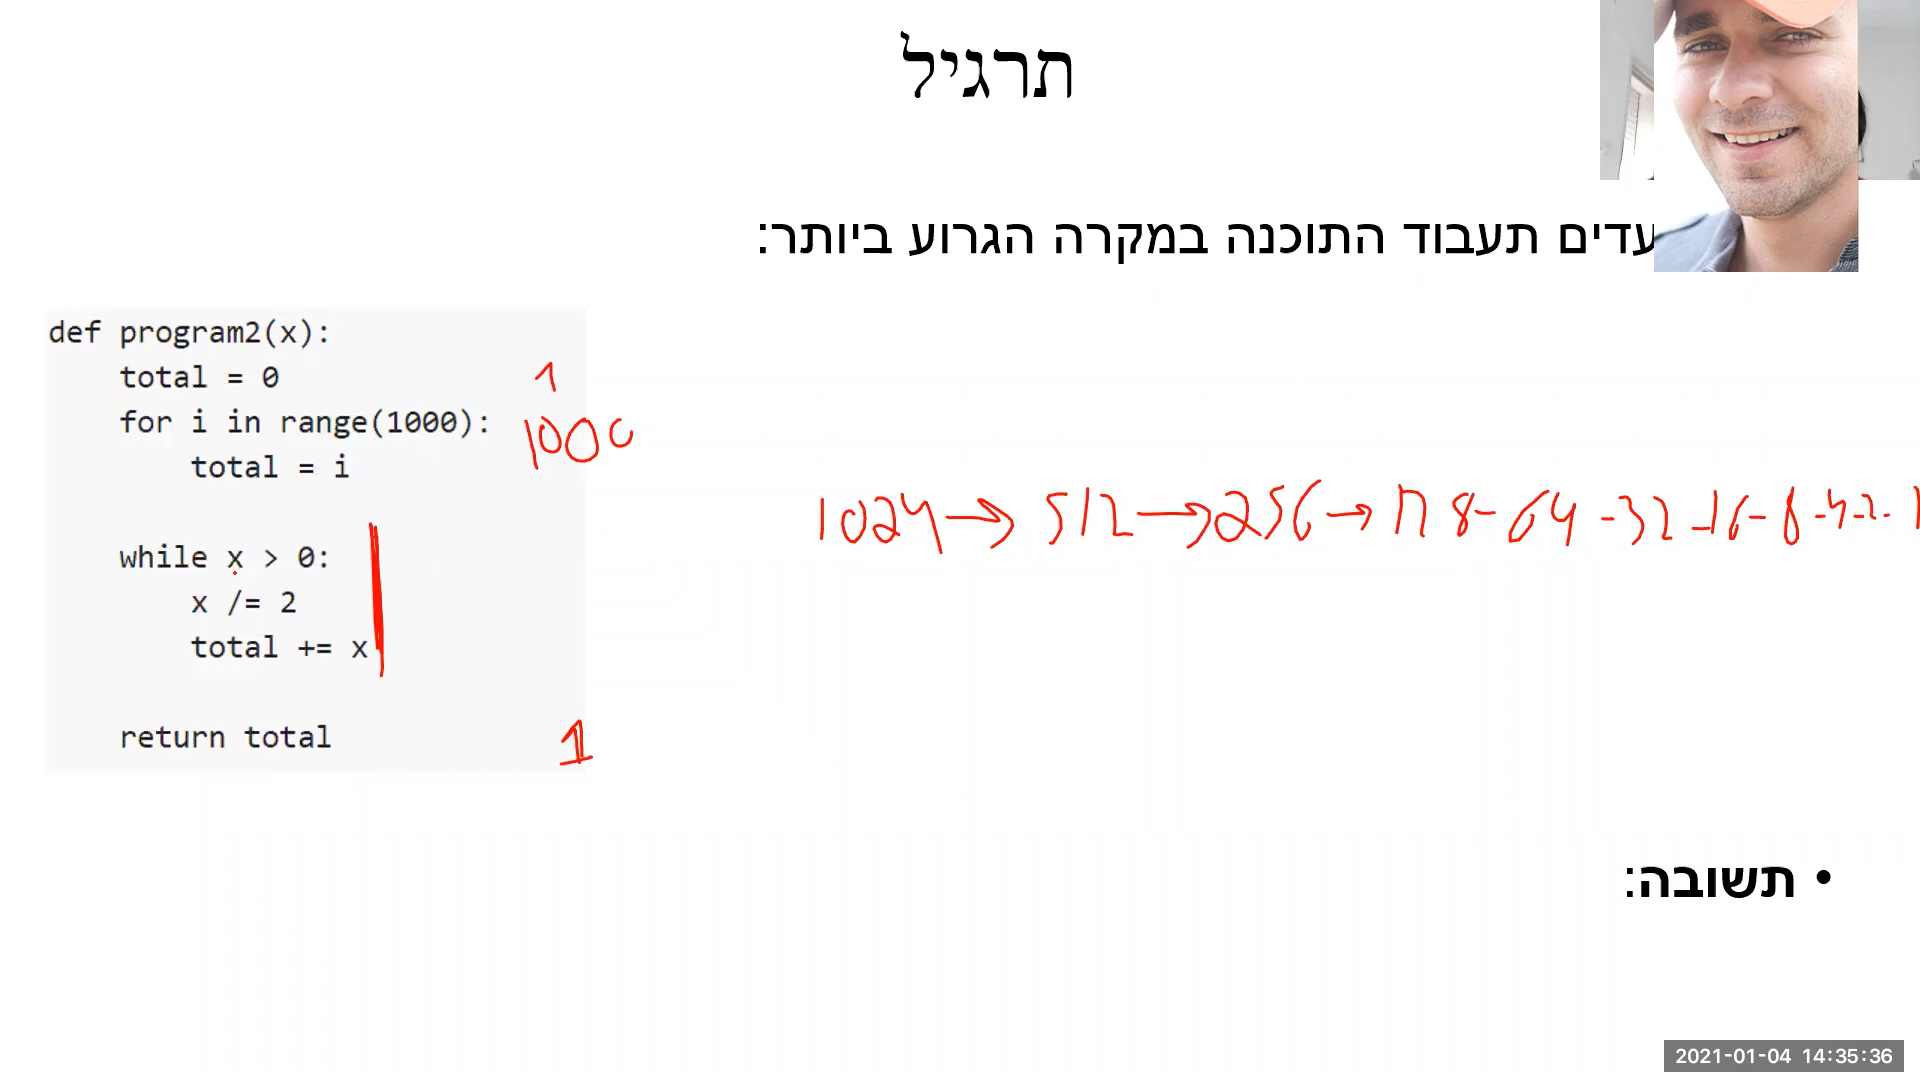 תרגיל
עדים תעבוד התוכנה במקרה הגרוע ביותר:
def program2(x):
total = 0
1
for i in range(1000):
1000
total = i
1024 → 512 → 256 → 128 - 64 - 32 - 16 - 8 - 4 - 2 - 1
while x > 0:
x /= 2
total += x
return total
1
• תשובה:
2021-01-04 14:35:36